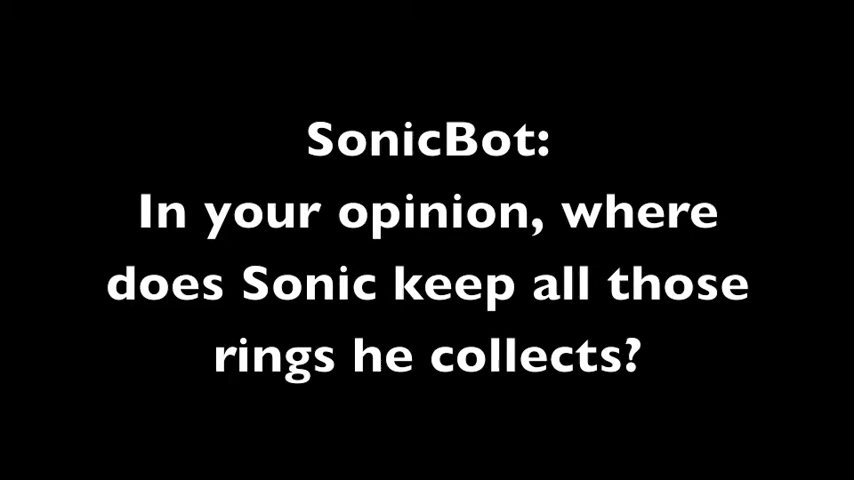 SonicBot:
In your opinion, where
does Sonic keep all those
rings he collects?